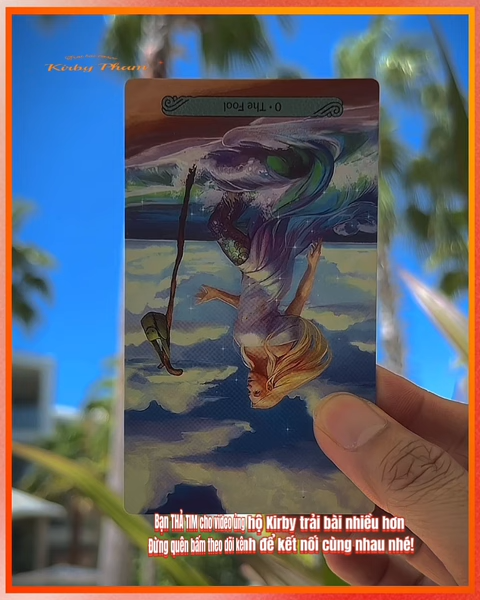 Kirby Phung
0 · The Fool
Bạn THẢ TIM cho video ủng hộ Kirby trải bài nhiều hơn
Đừng quên bấm theo dõi kênh để kết nối cùng nhau nhé!